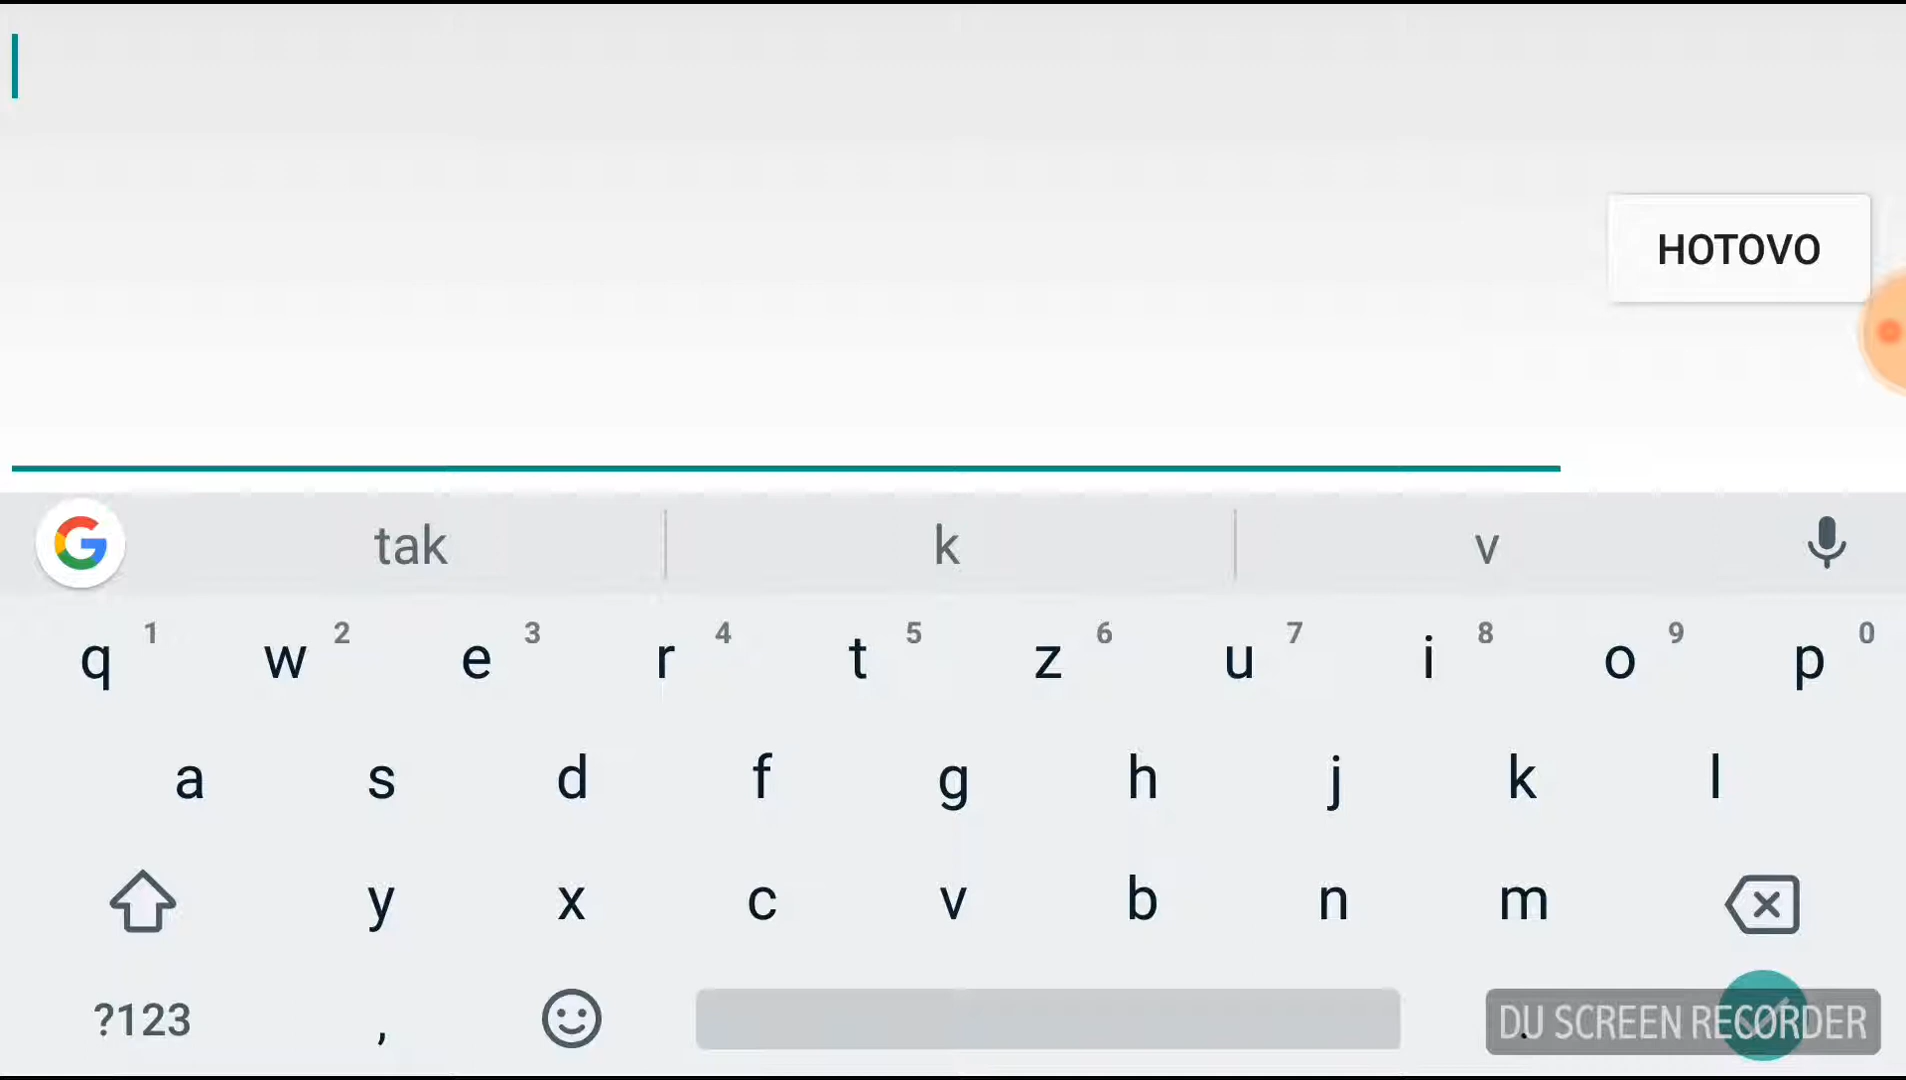 HOTOVO
tak k v
q 1 w 2 e 3 r 4 t 5 z 6 u 7 i 8 o 9 p 0
a s d f g h j k l
y x c v b n m
?123 , .
DU SCREEN RECORDER